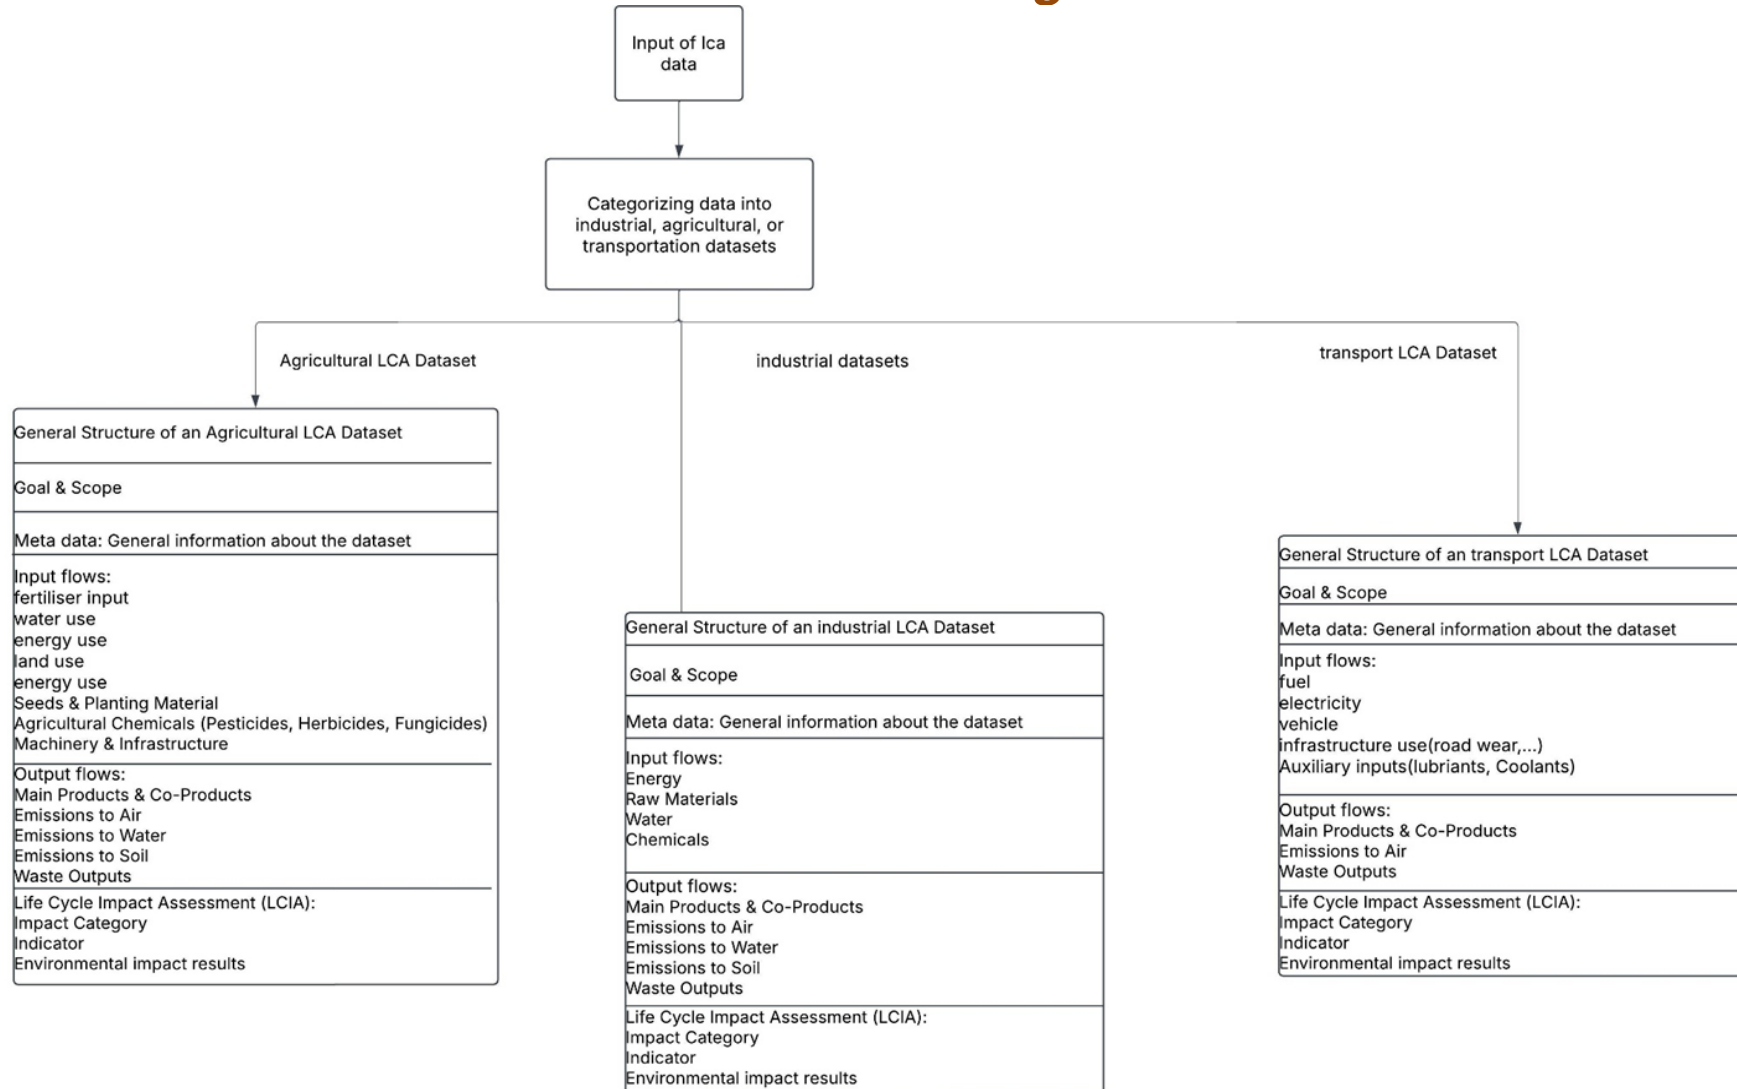 Input of lca
data
Categorizing data into
industrial, agricultural, or
transportation datasets
Agricultural LCA Dataset
industrial datasets
transport LCA Dataset
General Structure of an Agricultural LCA Dataset
Goal & Scope
Meta data: General information about the dataset
Input flows:
fertiliser input
water use
energy use
land use
energy use
Seeds & Planting Material
Agricultural Chemicals (Pesticides, Herbicides, Fungicides)
Machinery & Infrastructure
Output flows:
Main Products & Co-Products
Emissions to Air
Emissions to Water
Emissions to Soil
Waste Outputs
Life Cycle Impact Assessment (LCIA):
Impact Category
Indicator
Environmental impact results
General Structure of an industrial LCA Dataset
Goal & Scope
Meta data: General information about the dataset
Input flows:
Energy
Raw Materials
Water
Chemicals
Output flows:
Main Products & Co-Products
Emissions to Air
Emissions to Water
Emissions to Soil
Waste Outputs
Life Cycle Impact Assessment (LCIA):
Impact Category
Indicator
Environmental impact results
General Structure of an transport LCA Dataset
Goal & Scope
Meta data: General information about the dataset
Input flows:
fuel
electricity
vehicle
infrastructure use(road wear,...)
Auxiliary inputs(lubriants, Coolants)
Output flows:
Main Products & Co-Products
Emissions to Air
Waste Outputs
Life Cycle Impact Assessment (LCIA):
Impact Category
Indicator
Environmental impact results